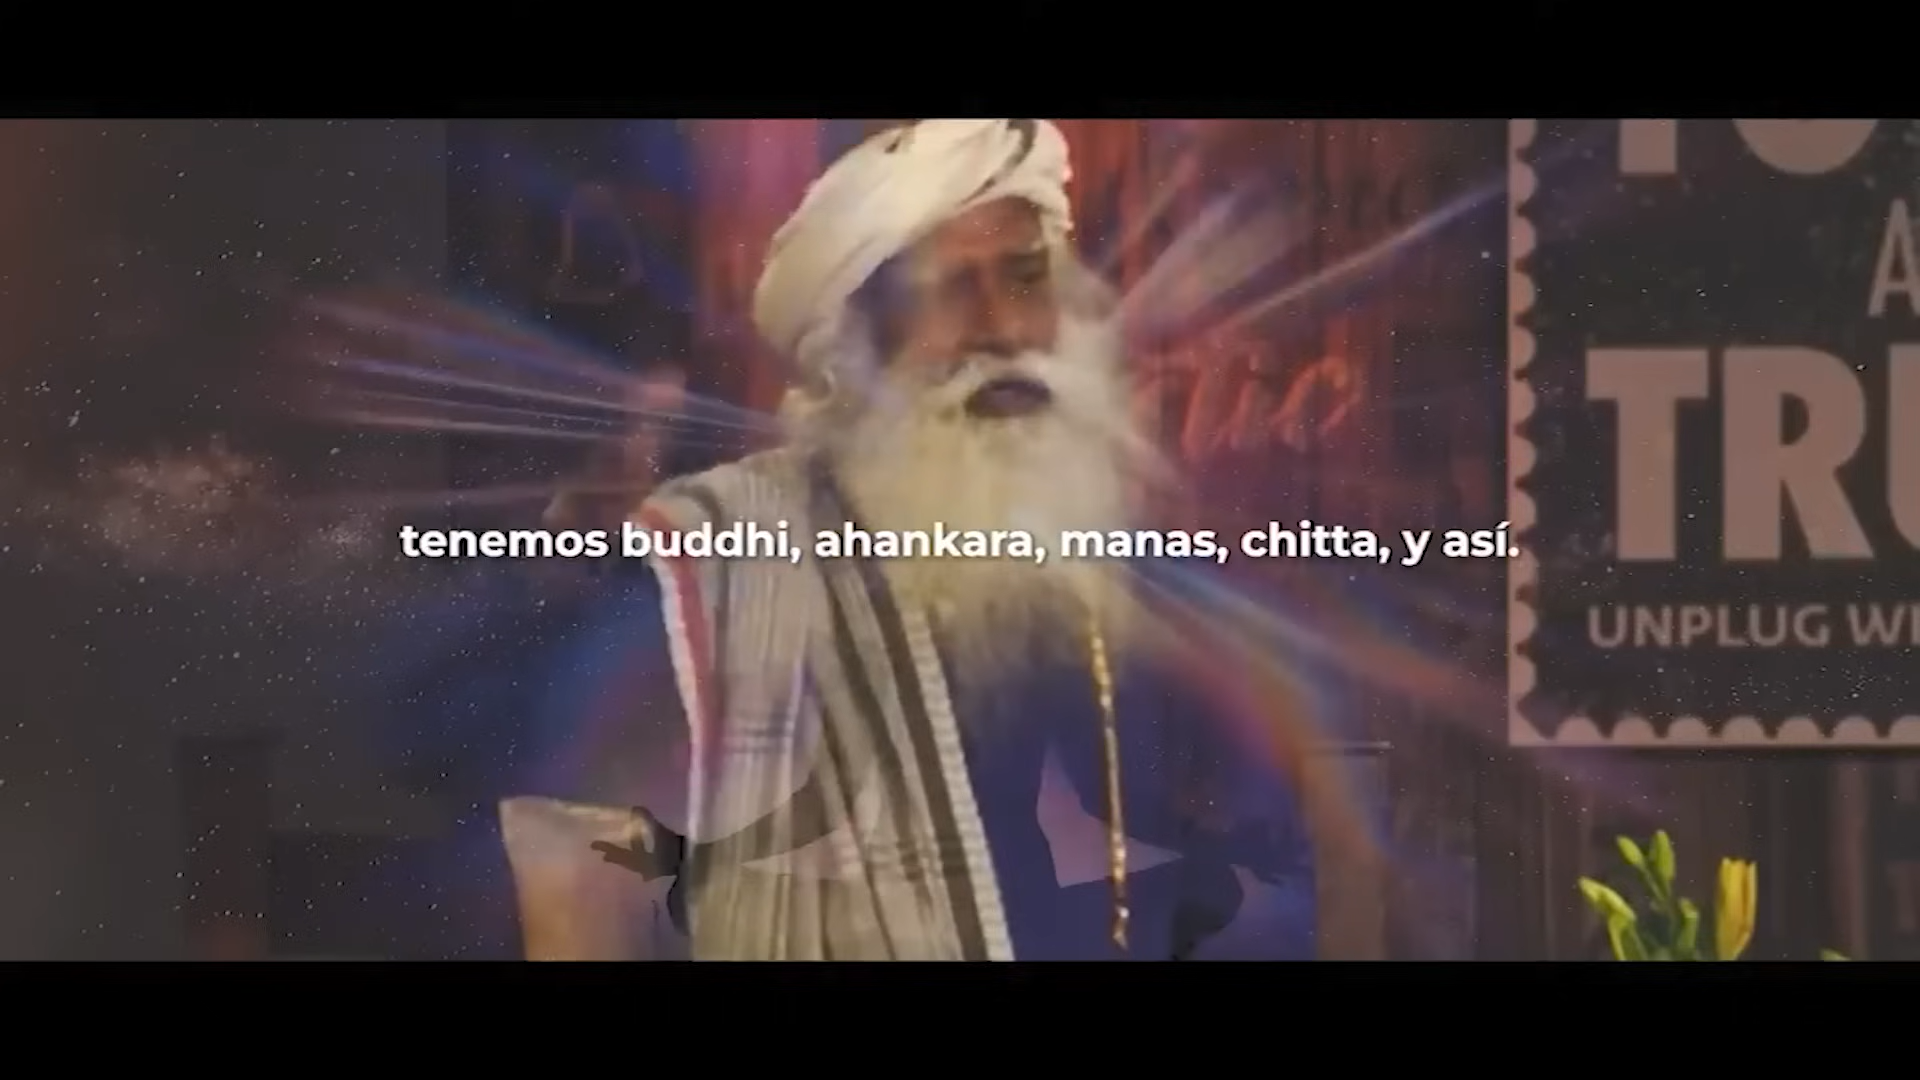 A
TRU
UNPLUG WI
tenemos buddhi, ahankara, manas, chitta, y así.